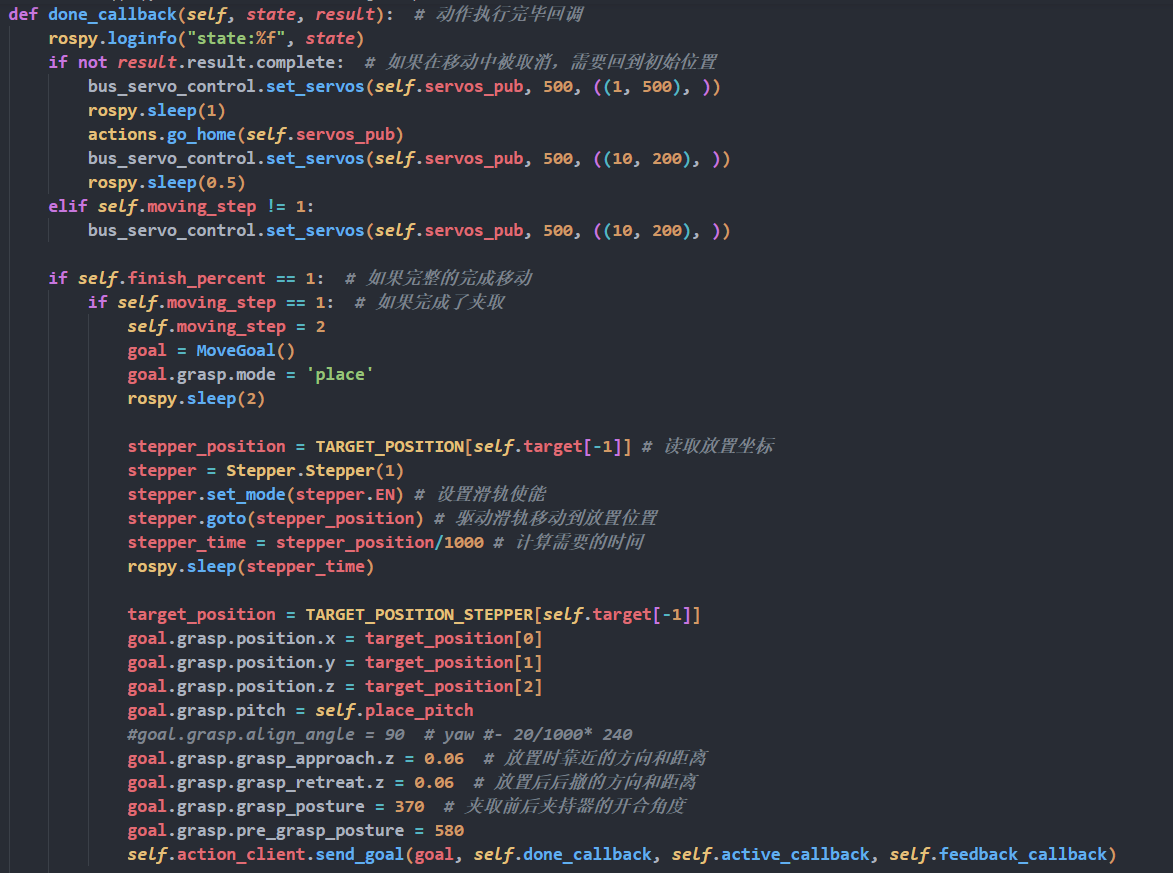 def done_callback(self, state, result):  # 动作执行完毕回调
    rospy.loginfo("state:%f", state)
    if not result.result.complete:  # 如果在移动中被取消，需要回到初始位置
        bus_servo_control.set_servos(self.servos_pub, 500, ((1, 500), ))
        rospy.sleep(1)
        actions.go_home(self.servos_pub)
        bus_servo_control.set_servos(self.servos_pub, 500, ((10, 200), ))
        rospy.sleep(0.5)
    elif self.moving_step != 1:
        bus_servo_control.set_servos(self.servos_pub, 500, ((10, 200), ))
    if self.finish_percent == 1:  # 如果完整的完成移动
        if self.moving_step == 1:  # 如果完成了夹取
            self.moving_step = 2
            goal = MoveGoal()
            goal.grasp.mode = 'place'
            rospy.sleep(2)
            stepper_position = TARGET_POSITION[self.target[-1]] # 读取放置坐标
            stepper = Stepper.Stepper(1)
            stepper.set_mode(stepper.EN) # 设置滑轨使能
            stepper.goto(stepper_position) # 驱动滑轨移动到放置位置
            stepper_time = stepper_position/1000 # 计算需要的时间
            rospy.sleep(stepper_time)
            target_position = TARGET_POSITION_STEPPER[self.target[-1]]
            goal.grasp.position.x = target_position[0]
            goal.grasp.position.y = target_position[1]
            goal.grasp.position.z = target_position[2]
            goal.grasp.pitch = self.place_pitch
            #goal.grasp.align_angle = 90  # yaw #- 20/1000* 240
            goal.grasp.grasp_approach.z = 0.06  # 放置时靠近的方向和距离
            goal.grasp.grasp_retreat.z = 0.06  # 放置后后撤的方向和距离
            goal.grasp.grasp_posture = 370  # 夹取前后夹持器的开合角度
            goal.grasp.pre_grasp_posture = 580
            self.action_client.send_goal(goal, self.done_callback, self.active_callback, self.feedback_callback)